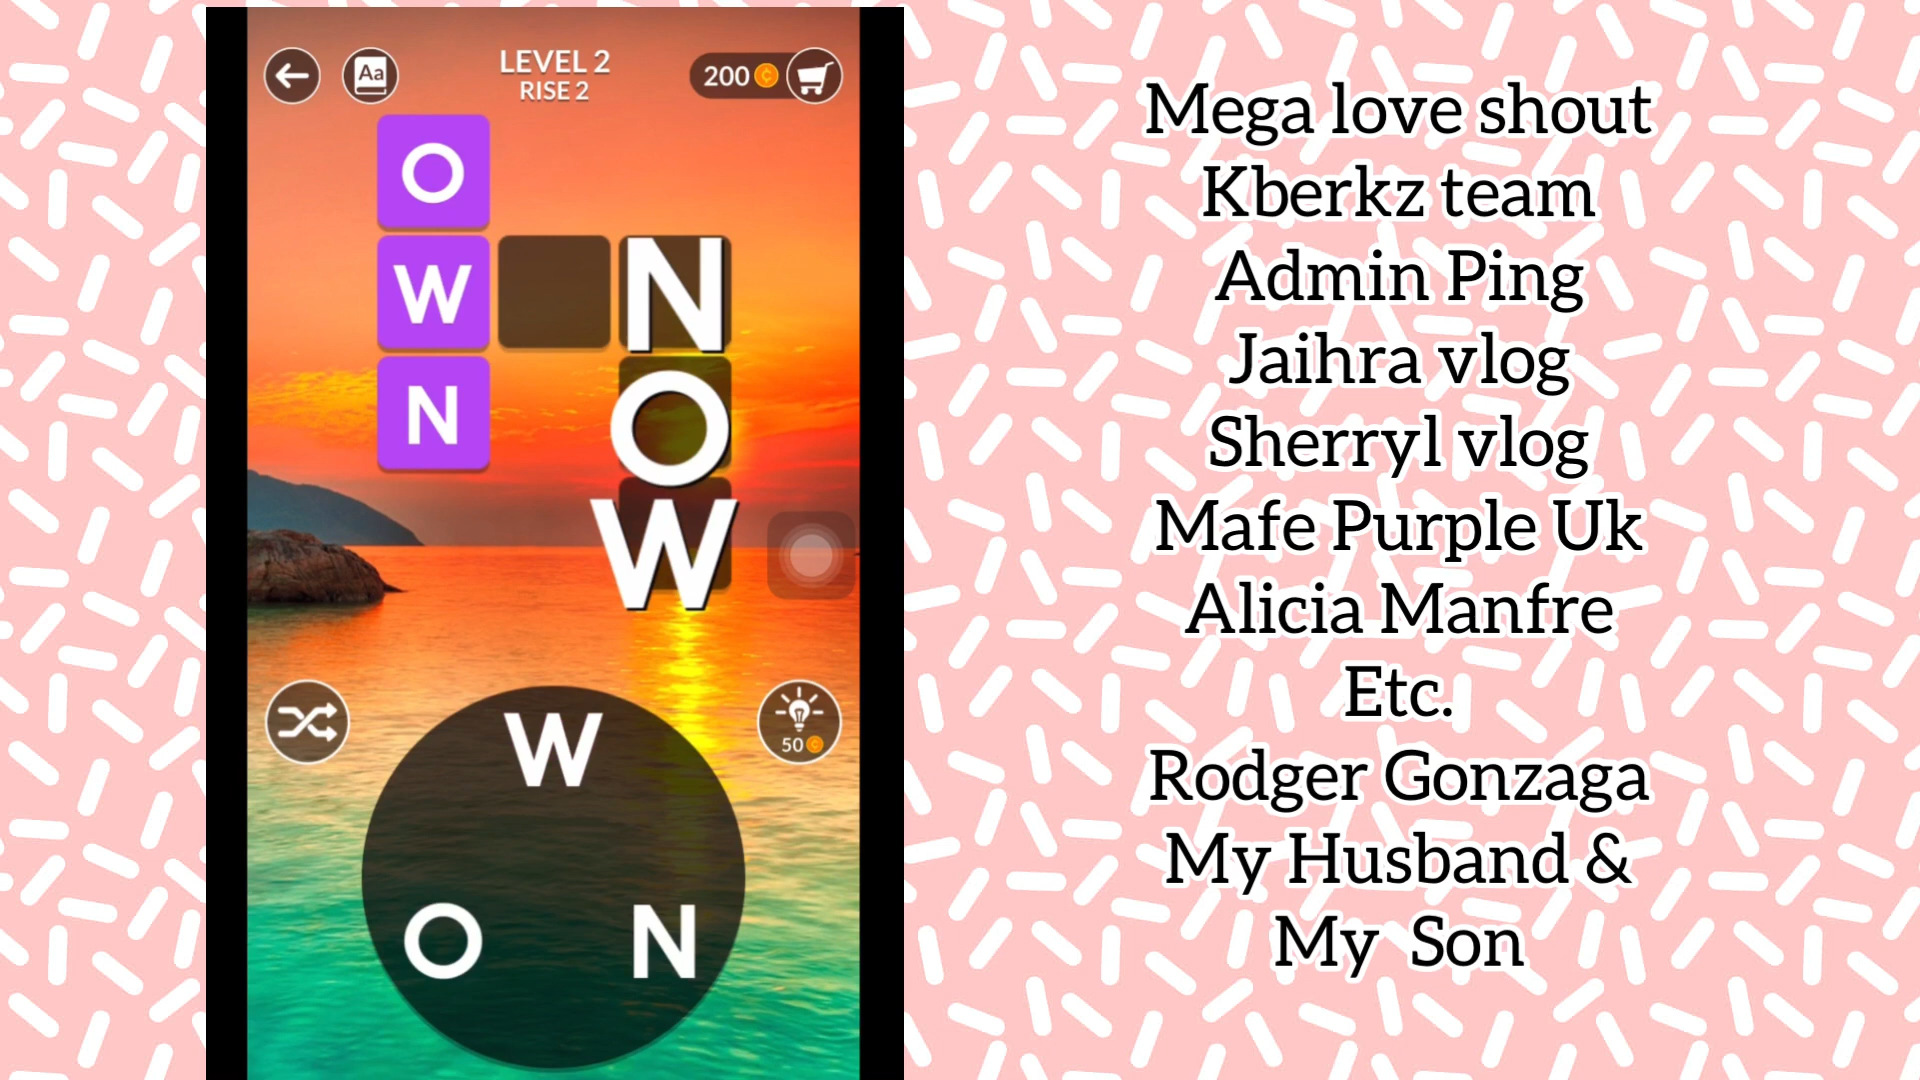 LEVEL 2
RISE 2
Aa
200
O
W
N
N
O
W
50
W
O N
Mega love shout
Kberkz team
Admin Ping
Jaihra vlog
Sherryl vlog
Mafe Purple Uk
Alicia Manfre
Etc.
Rodger Gonzaga
My Husband &
My Son